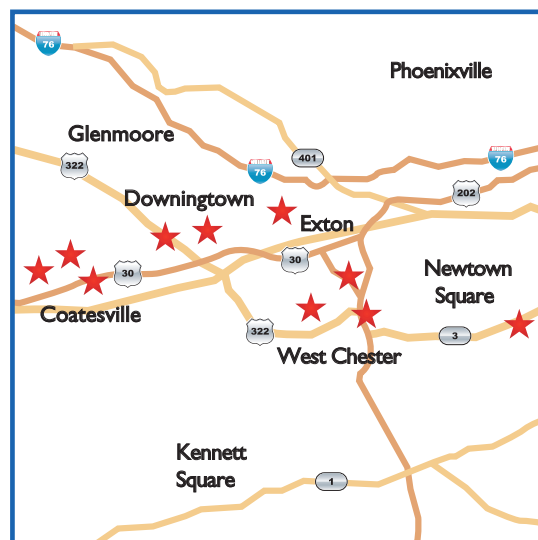 76
Phoenixville
Glenmoore
401
76
76
322
202
Downingtown
Exton
30
30
Newtown
Square
Coatesville
322
3
West Chester
Kennett
Square
1